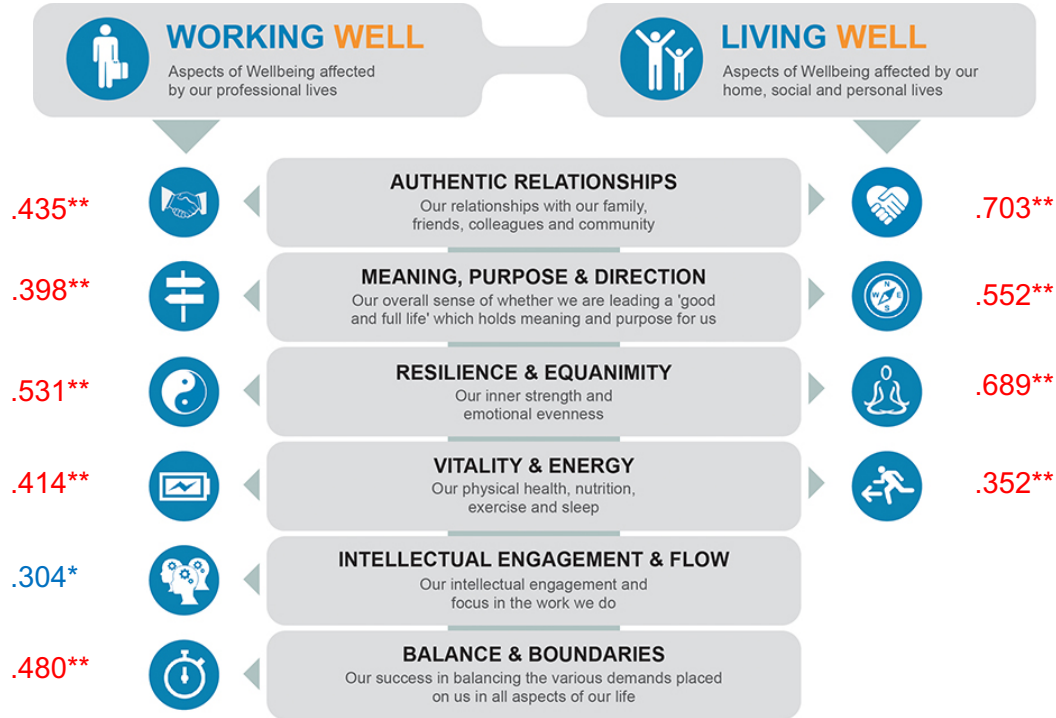 WORKING WELL
Aspects of Wellbeing affected
by our professional lives
LIVING WELL
Aspects of Wellbeing affected by our
home, social and personal lives
.435**
AUTHENTIC RELATIONSHIPS
Our relationships with our family,
friends, colleagues and community
.703**
.398**
MEANING, PURPOSE & DIRECTION
Our overall sense of whether we are leading a 'good
and full life' which holds meaning and purpose for us
N
W E
S
.552**
.531**
RESILIENCE & EQUANIMITY
Our inner strength and
emotional evenness
.689**
.414**
VITALITY & ENERGY
Our physical health, nutrition,
exercise and sleep
.352**
.304*
INTELLECTUAL ENGAGEMENT & FLOW
Our intellectual engagement and
focus in the work we do
.480**
BALANCE & BOUNDARIES
Our success in balancing the various demands placed
on us in all aspects of our life